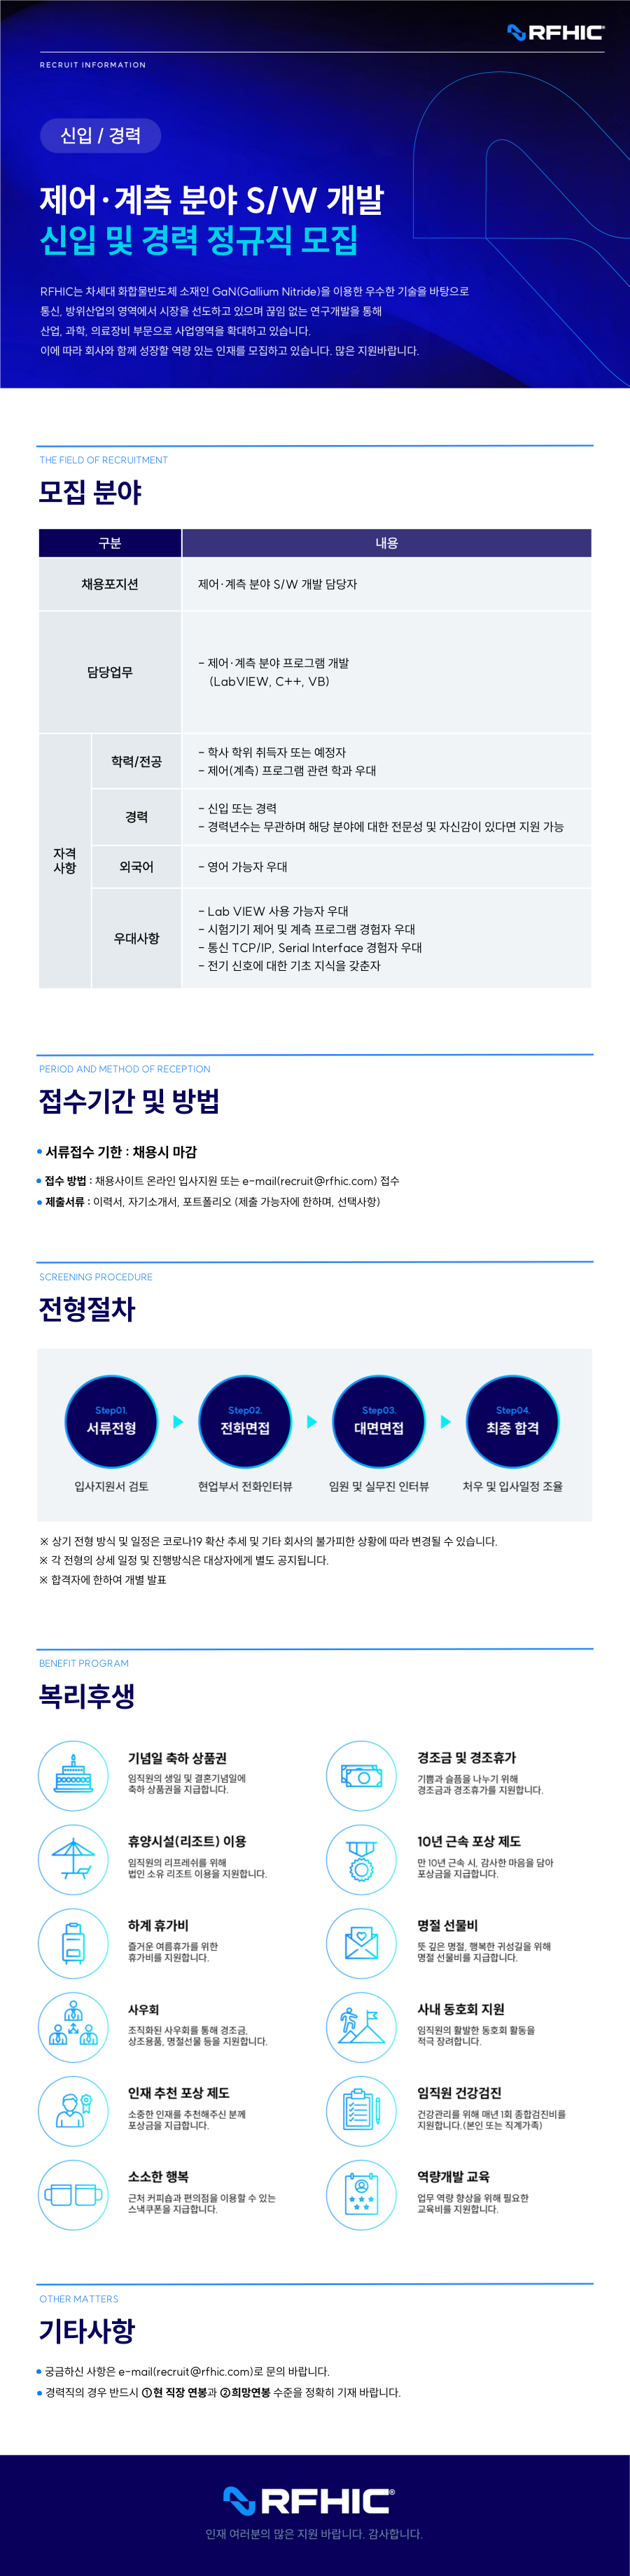 RFHIC®
RECRUIT INFORMATION
신입 / 경력
제어·계측 분야 S/W 개발
신입 및 경력 정규직 모집
RFHIC는 차세대 화합물반도체 소재인 GaN(Gallium Nitride)을 이용한 우수한 기술을 바탕으로
통신, 방위산업의 영역에서 시장을 선도하고 있으며 끊임 없는 연구개발을 통해
산업, 과학, 의료장비 부문으로 사업영역을 확대하고 있습니다.
이에 따라 회사와 함께 성장할 역량 있는 인재를 모집하고 있습니다. 많은 지원바랍니다.
THE FIELD OF RECRUITMENT
모집 분야
구분
내용
채용포지션
제어·계측 분야 S/W 개발 담당자
담당업무
- 제어·계측 분야 프로그램 개발
(LabVIEW, C++, VB)
자격
사항
학력/전공
- 학사 학위 취득자 또는 예정자
- 제어(계측) 프로그램 관련 학과 우대
경력
- 신입 또는 경력
- 경력년수는 무관하며 해당 분야에 대한 전문성 및 자신감이 있다면 지원 가능
외국어
- 영어 가능자 우대
우대사항
- Lab VIEW 사용 가능자 우대
- 시험기기 제어 및 계측 프로그램 경험자 우대
- 통신 TCP/IP, Serial Interface 경험자 우대
- 전기 신호에 대한 기초 지식을 갖춘자
PERIOD AND METHOD OF RECEPTION
접수기간 및 방법
• 서류접수 기한 : 채용시 마감
• 접수 방법 : 채용사이트 온라인 입사지원 또는 e-mail(recruit@rfhic.com) 접수
• 제출서류 : 이력서, 자기소개서, 포트폴리오 (제출 가능자에 한하며, 선택사항)
SCREENING PROCEDURE
전형절차
Step01.
서류전형
입사지원서 검토
Step02.
전화면접
현업부서 전화인터뷰
Step03.
대면면접
임원 및 실무진 인터뷰
Step04.
최종 합격
처우 및 입사일정 조율
※ 상기 전형 방식 및 일정은 코로나19 확산 추세 및 기타 회사의 불가피한 상황에 따라 변경될 수 있습니다.
※ 각 전형의 상세 일정 및 진행방식은 대상자에게 별도 공지됩니다.
※ 합격자에 한하여 개별 발표
BENEFIT PROGRAM
복리후생
기념일 축하 상품권
임직원의 생일 및 결혼기념일에
축하 상품권을 지급합니다.
경조금 및 경조휴가
기쁨과 슬픔을 나누기 위해
경조금과 경조휴가를 지원합니다.
휴양시설(리조트) 이용
임직원의 리프레쉬를 위해
법인 소유 리조트 이용을 지원합니다.
10년 근속 포상 제도
만 10년 근속 시, 감사한 마음을 담아
포상금을 지급합니다.
하계 휴가비
즐거운 여름휴가를 위한
휴가비를 지원합니다.
명절 선물비
뜻 깊은 명절, 행복한 귀성길을 위해
명절 선물비를 지급합니다.
사우회
조직화된 사우회를 통해 경조금,
상조용품, 명절선물 등을 지원합니다.
사내 동호회 지원
임직원의 활발한 동호회 활동을
적극 장려합니다.
인재 추천 포상 제도
소중한 인재를 추천해주신 분께
포상금을 지급합니다.
임직원 건강검진
건강관리를 위해 매년 1회 종합검진비를
지원합니다.(본인 또는 직계가족)
소소한 행복
근처 커피숍과 편의점을 이용할 수 있는
스낵쿠폰을 지급합니다.
역량개발 교육
업무 역량 향상을 위해 필요한
교육비를 지원합니다.
OTHER MATTERS
기타사항
• 궁금하신 사항은 e-mail(recruit@rfhic.com)로 문의 바랍니다.
• 경력직의 경우 반드시 ①현 직장 연봉과 ②희망연봉 수준을 정확히 기재 바랍니다.
RFHIC®
인재 여러분의 많은 지원 바랍니다. 감사합니다.